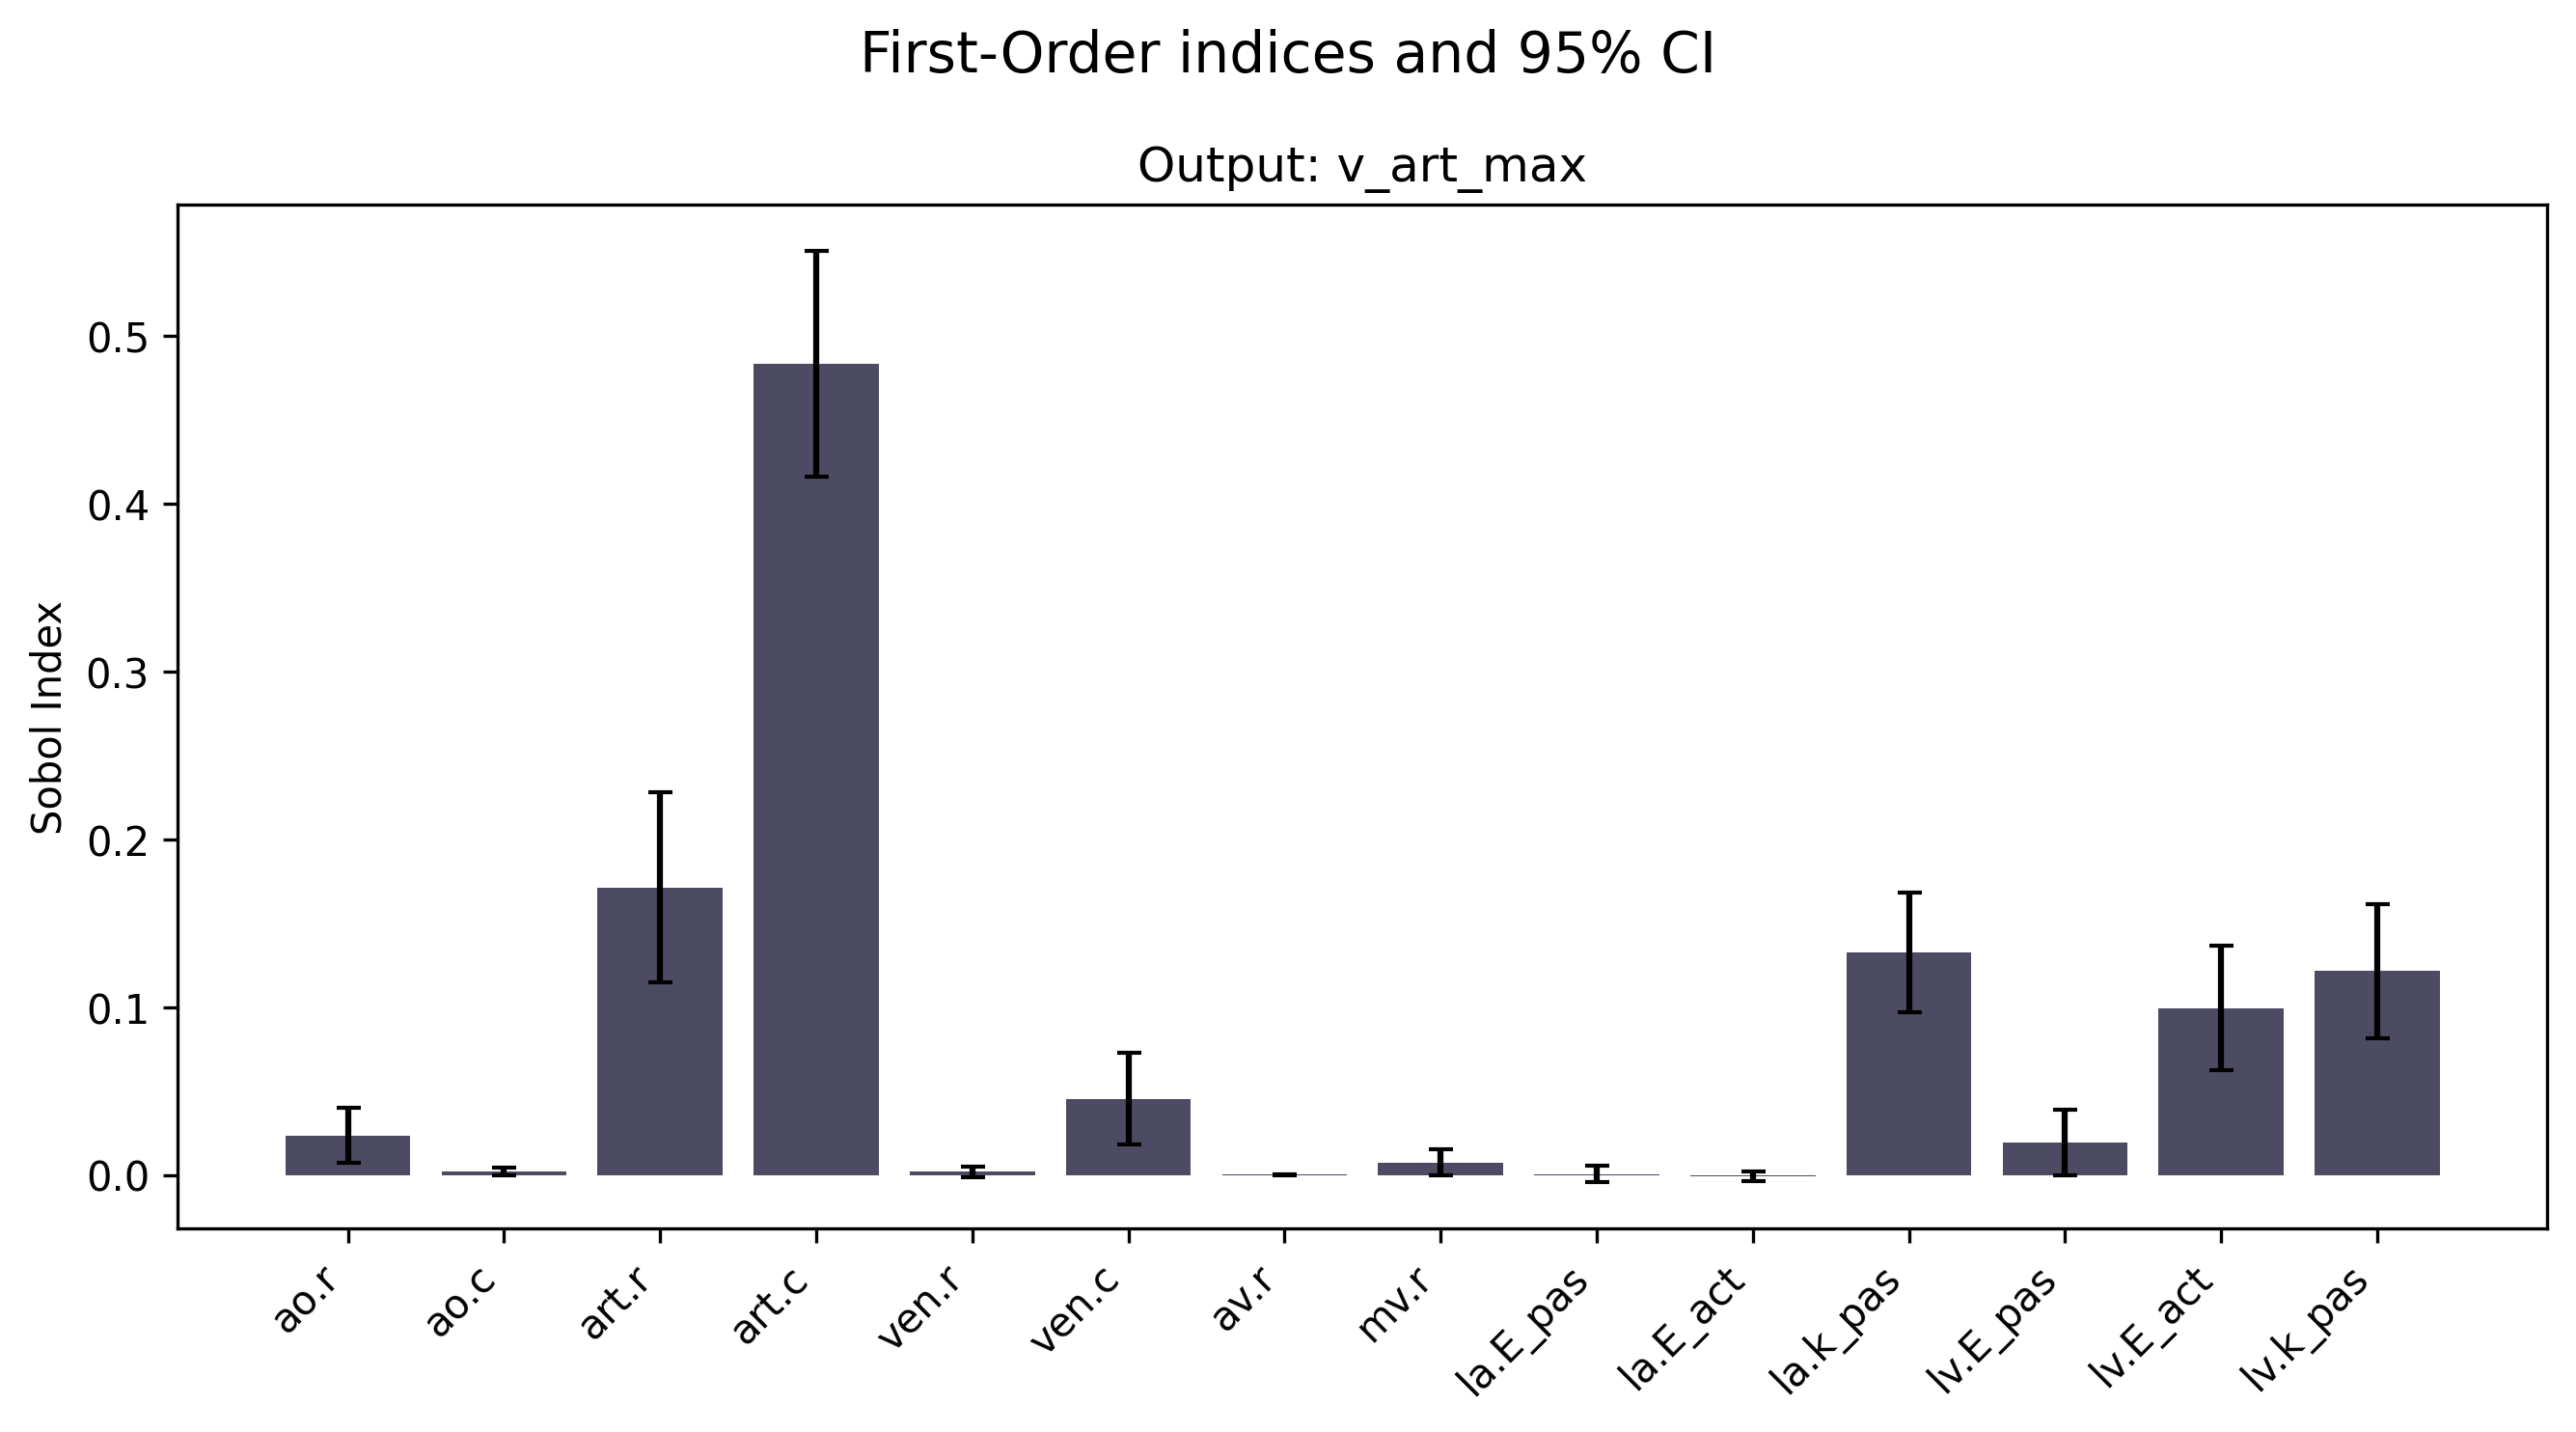 First-Order indices and 95% CI
Output: v_art_max
Sobol Index
0.5
0.4
0.3
0.2
0.1
0.0
ao.r
ao.c
art.r
art.c
ven.r
ven.c
av.r
mv.r
la.E_pas
la.E_act
la.k_pas
lv.E_pas
lv.E_act
lv.k_pas